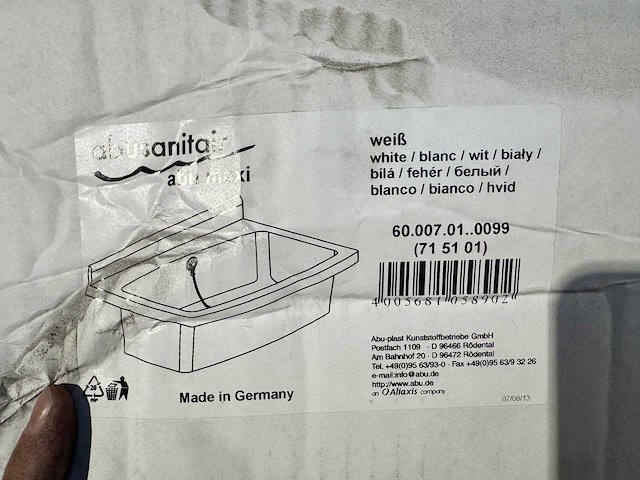 abusanitair
abu maxi
weiß
white / blanc / wit / biały /
bílá / fehér / белый /
blanco / bianco / hvid
60.007.01..0099
(71 51 01)
4 005681 058902
Abu-plast Kunststoffbetriebe GmbH
Postfach 1109 · D 96466 Rödental
Am Bahnhof 20 · D 96472 Rödental
Tel. +49(0)95 63/93-0 · Fax +49(0)95 63/9 32 26
e-mail:info@abu.de
http://www.abu.de
an Aliaxis company
07/08/13
Made in Germany
20
PAP